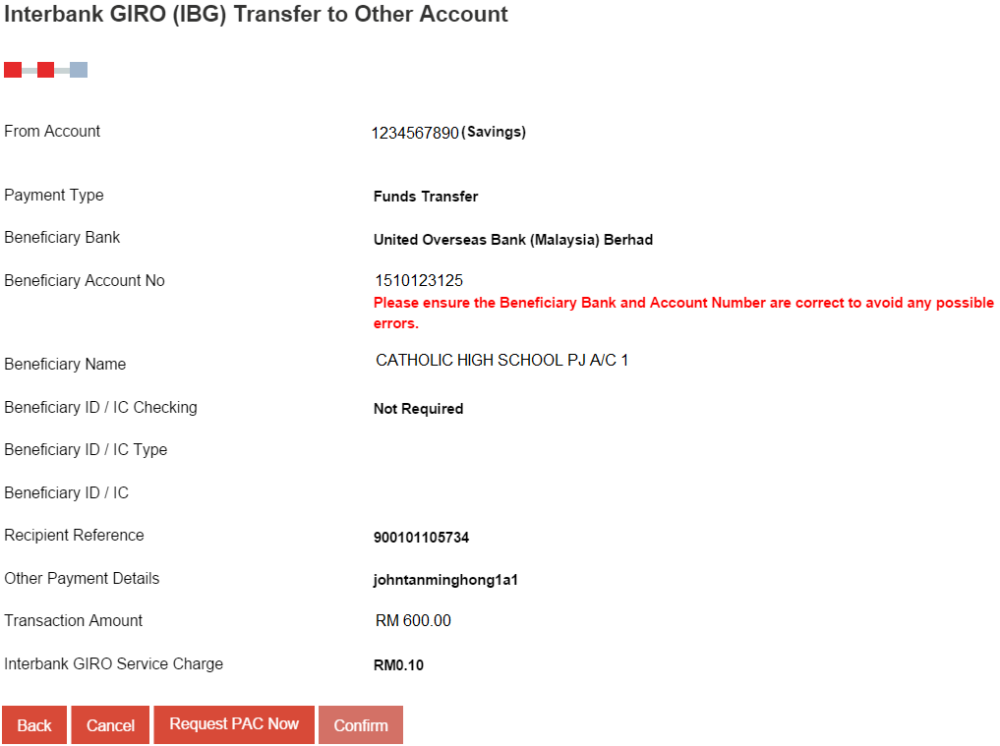 Interbank GIRO (IBG) Transfer to Other Account
From Account 1234567890 (Savings)
Payment Type Funds Transfer
Beneficiary Bank United Overseas Bank (Malaysia) Berhad
Beneficiary Account No 1510123125
Please ensure the Beneficiary Bank and Account Number are correct to avoid any possible
errors.
Beneficiary Name CATHOLIC HIGH SCHOOL PJ A/C 1
Beneficiary ID / IC Checking Not Required
Beneficiary ID / IC Type
Beneficiary ID / IC
Recipient Reference 900101105734
Other Payment Details johntanminghong1a1
Transaction Amount RM 600.00
Interbank GIRO Service Charge RM0.10
Back Cancel Request PAC Now Confirm